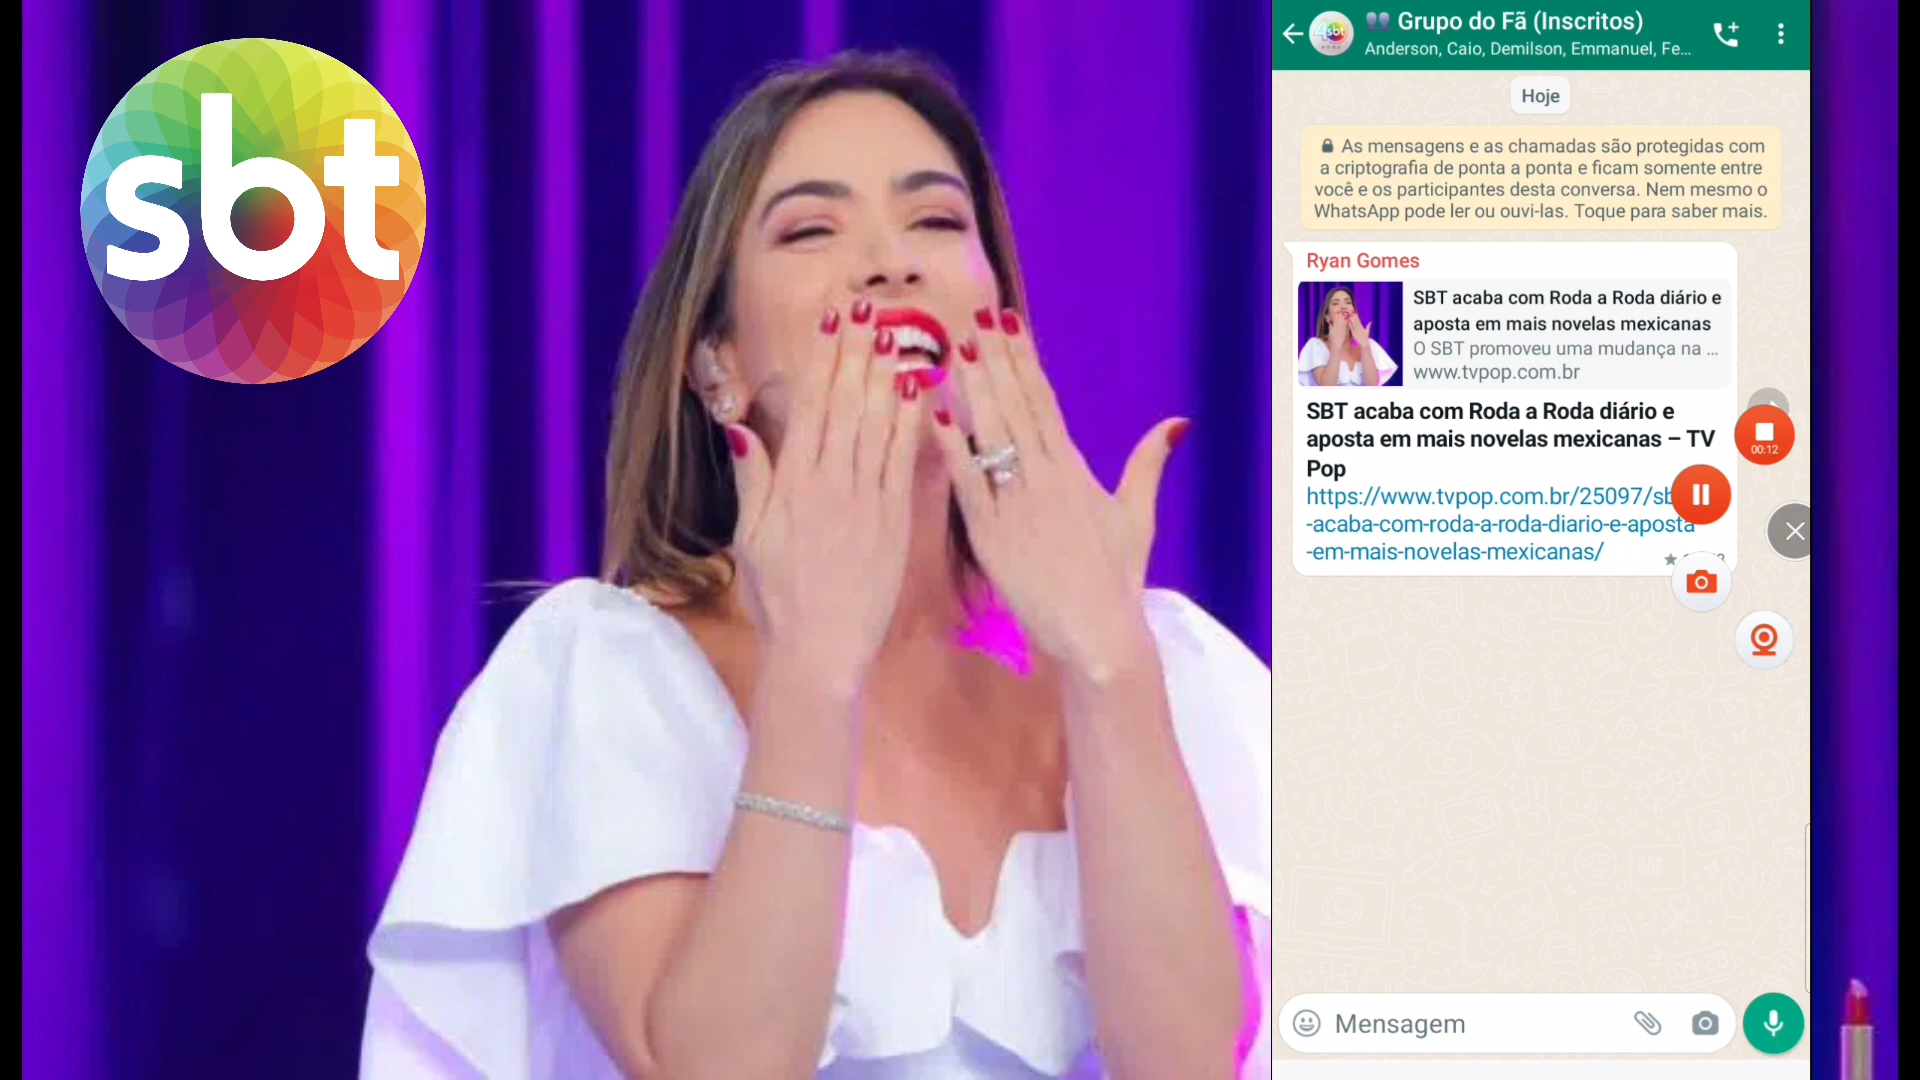 sbt
Grupo do Fã (Inscritos)
Anderson, Caio, Demilson, Emmanuel, Fe...
Hoje
As mensagens e as chamadas são protegidas com
a criptografia de ponta a ponta e ficam somente entre
você e os participantes desta conversa. Nem mesmo o
WhatsApp pode ler ou ouvi-las. Toque para saber mais.
Ryan Gomes
SBT acaba com Roda a Roda diário e
aposta em mais novelas mexicanas
O SBT promoveu uma mudança na ...
www.tvpop.com.br
SBT acaba com Roda a Roda diário e
aposta em mais novelas mexicanas – TV
Pop
https://www.tvpop.com.br/25097/sb
-acaba-com-roda-a-roda-diario-e-aposta
-em-mais-novelas-mexicanas/
00:12
Mensagem